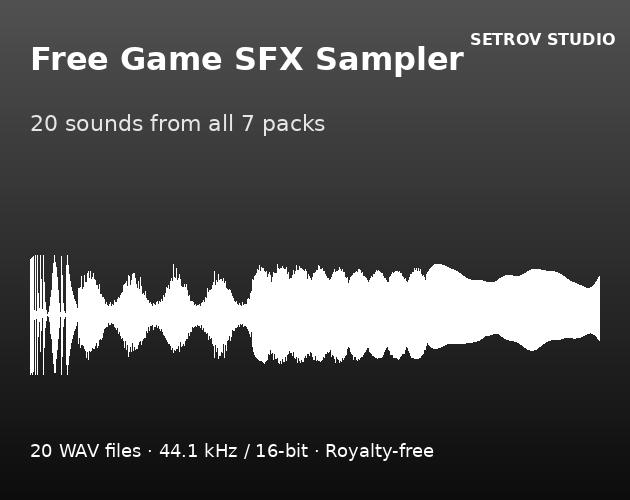 SETROV STUDIO
Free Game SFX Sampler
20 sounds from all 7 packs
20 WAV files · 44.1 kHz / 16-bit · Royalty-free